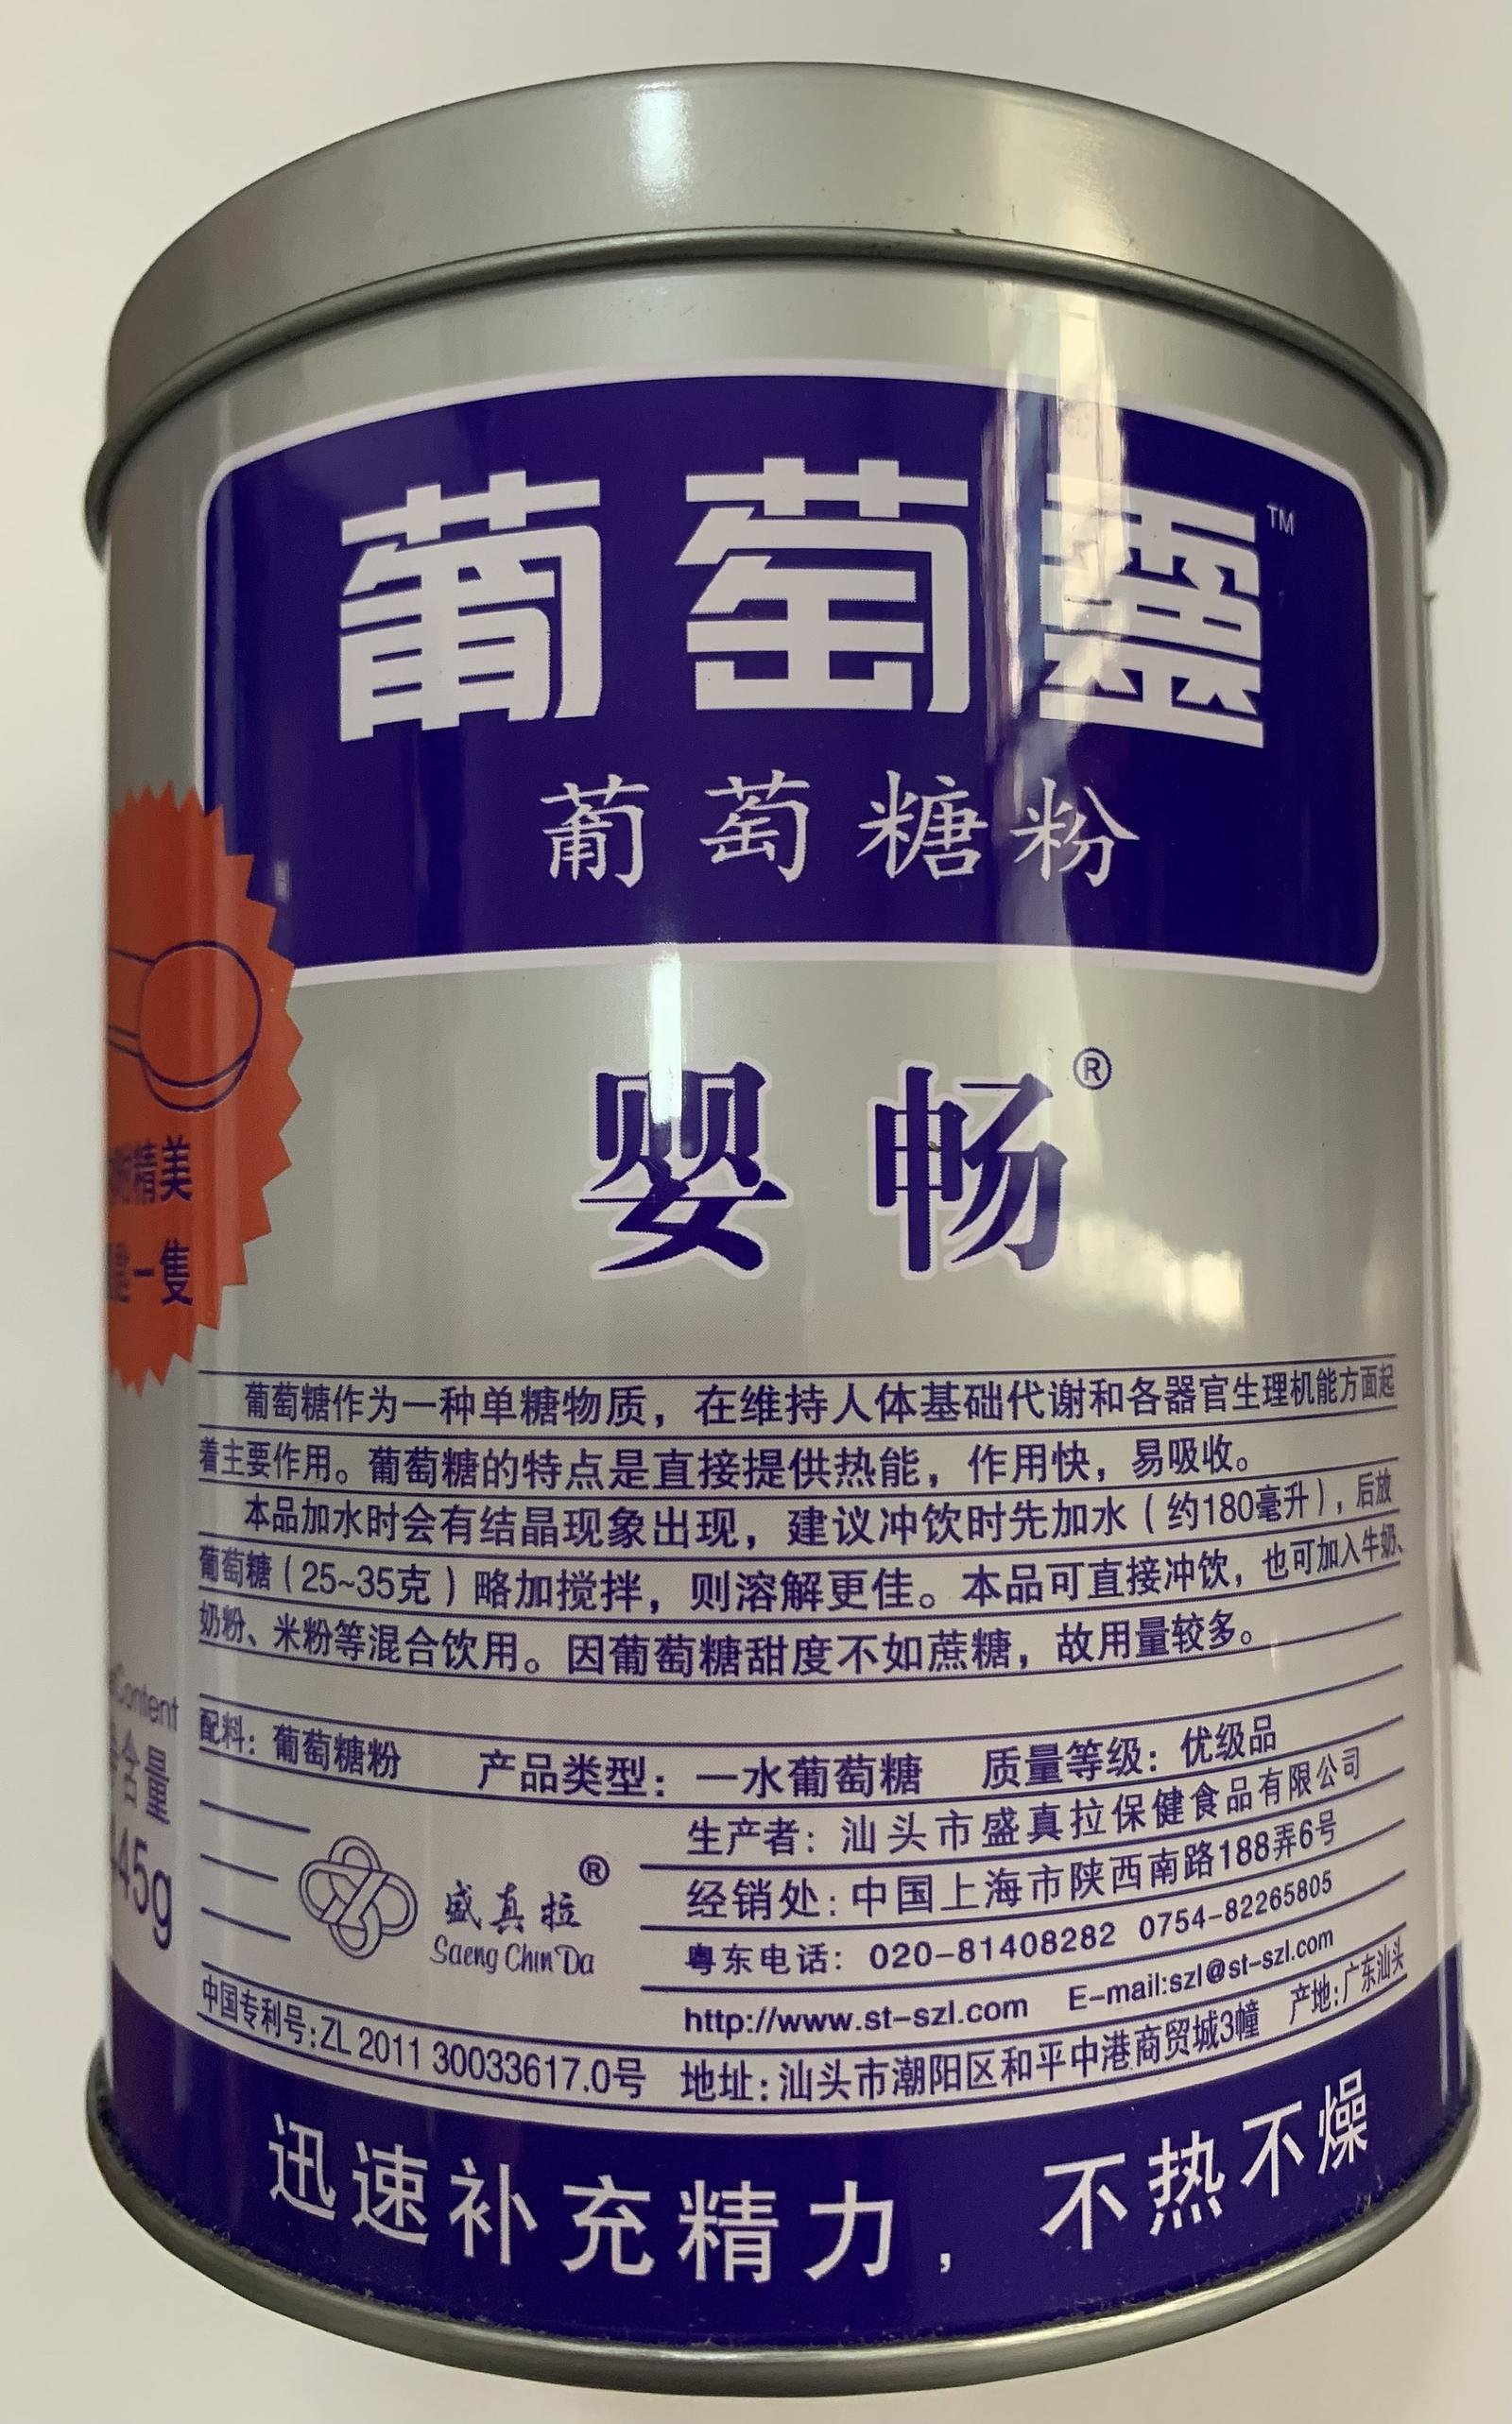 葡萄靈™
葡萄糖粉
婴畅®
精美
一隻
葡萄糖作为一种单糖物质，在维持人体基础代谢和各器官生理机能方面起
着主要作用。葡萄糖的特点是直接提供热能，作用快，易吸收。
本品加水时会有结晶现象出现，建议冲饮时先加水（约180毫升），后放
葡萄糖（25~35克）略加搅拌，则溶解更佳。本品可直接冲饮，也可加入牛奶、
奶粉、米粉等混合饮用。因葡萄糖甜度不如蔗糖，故用量较多。
Content
含量
45g
配料：葡萄糖粉 产品类型：一水葡萄糖 质量等级：优级品
生产者：汕头市盛真拉保健食品有限公司
经销处：中国上海市陕西南路188弄6号
粤东电话：020-81408282 0754-82265805
http://www.st-szl.com E-mail:szl@st-szl.com
盛真拉®
Saeng Chin Da
中国专利号：ZL 2011 30033617.0号 地址：汕头市潮阳区和平中港商贸城3幢 产地：广东汕头
迅速补充精力，不热不燥